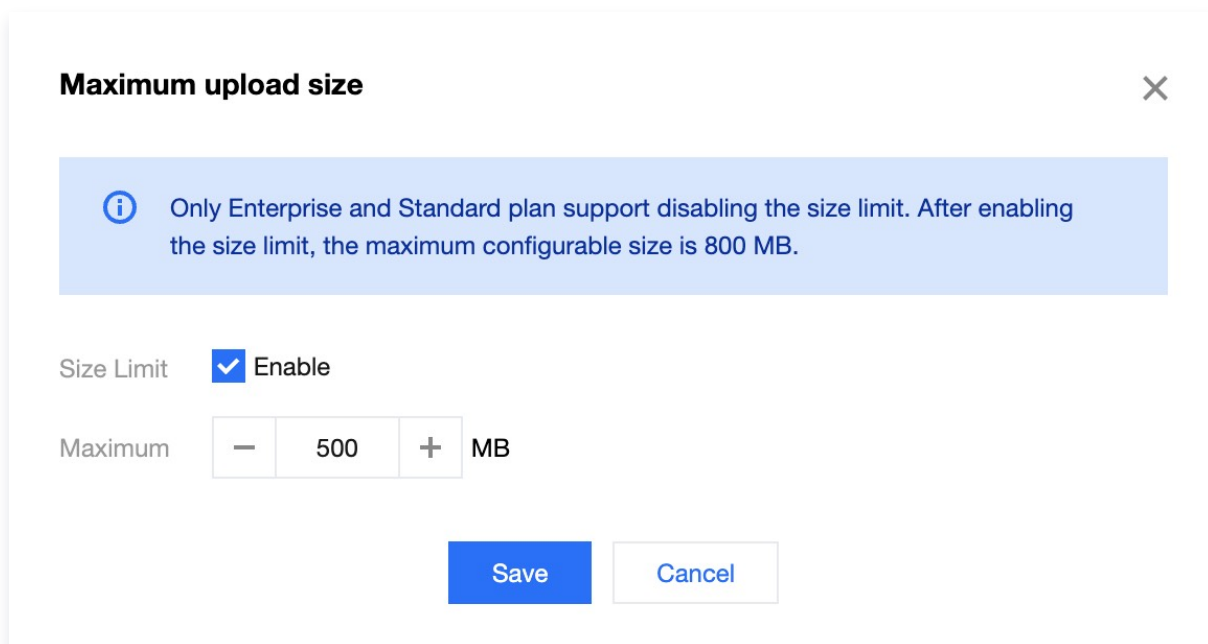 Maximum upload size
Only Enterprise and Standard plan support disabling the size limit. After enabling
the size limit, the maximum configurable size is 800 MB.
Size Limit Enable
Maximum 500 MB
Save Cancel